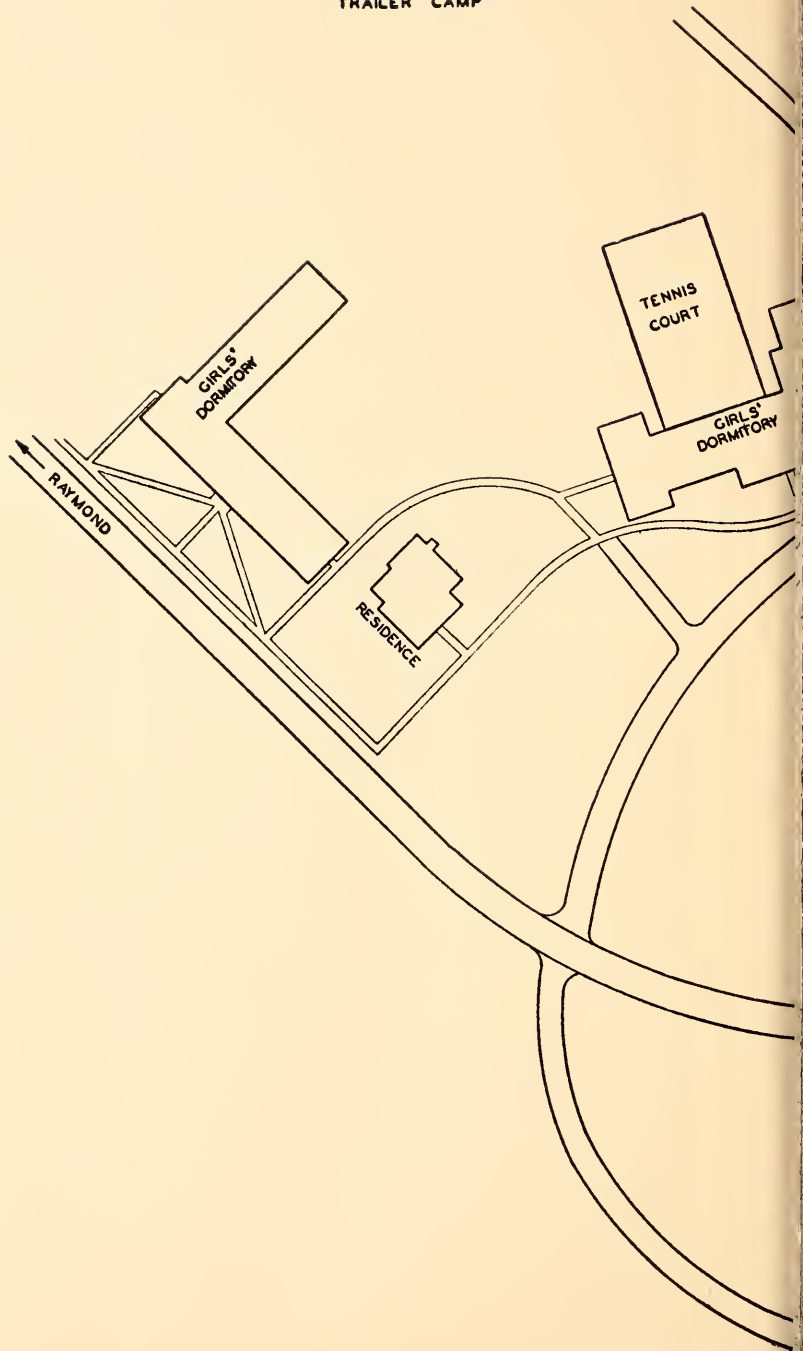 TRAILER CAMP
TENNIS
COURT
GIRLS'
DORMITORY
GIRLS'
DORMITORY
RAYMOND
RESIDENCE